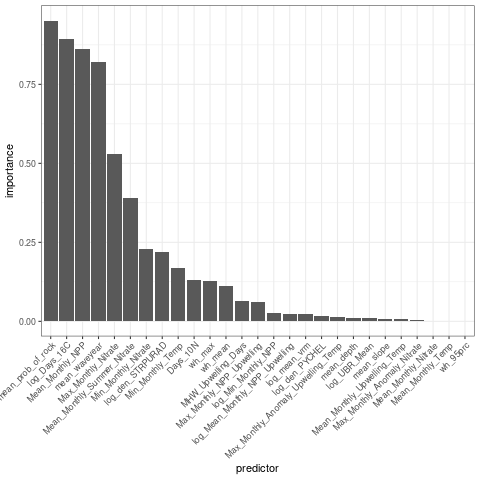 importance
0.75
0.50
0.25
0.00
mean_prob_of_rock
log_Days_16C
Mean_Monthly_NPP
mean_waveyear
Max_Monthly_Nitrate
Mean_Monthly_Summer_Nitrate
Min_Monthly_Nitrate
log_den_STRPURAD
Min_Monthly_Temp
Days_10N
wh_max
wh_mean
MHW_Upwelling_Days
Max_Monthly_NPP_Upwelling
log_Min_Monthly_NPP
log_Mean_Monthly_NPP_Upwelling
log_mean_vrm
log_den_PYCHEL
Max_Monthly_Anomaly_Upwelling_Temp
mean_depth
log_UBR_Mean
mean_slope
Mean_Monthly_Upwelling_Temp
Max_Monthly_Anomaly_Nitrate
Mean_Monthly_Nitrate
Mean_Monthly_Temp
wh_95prc
predictor